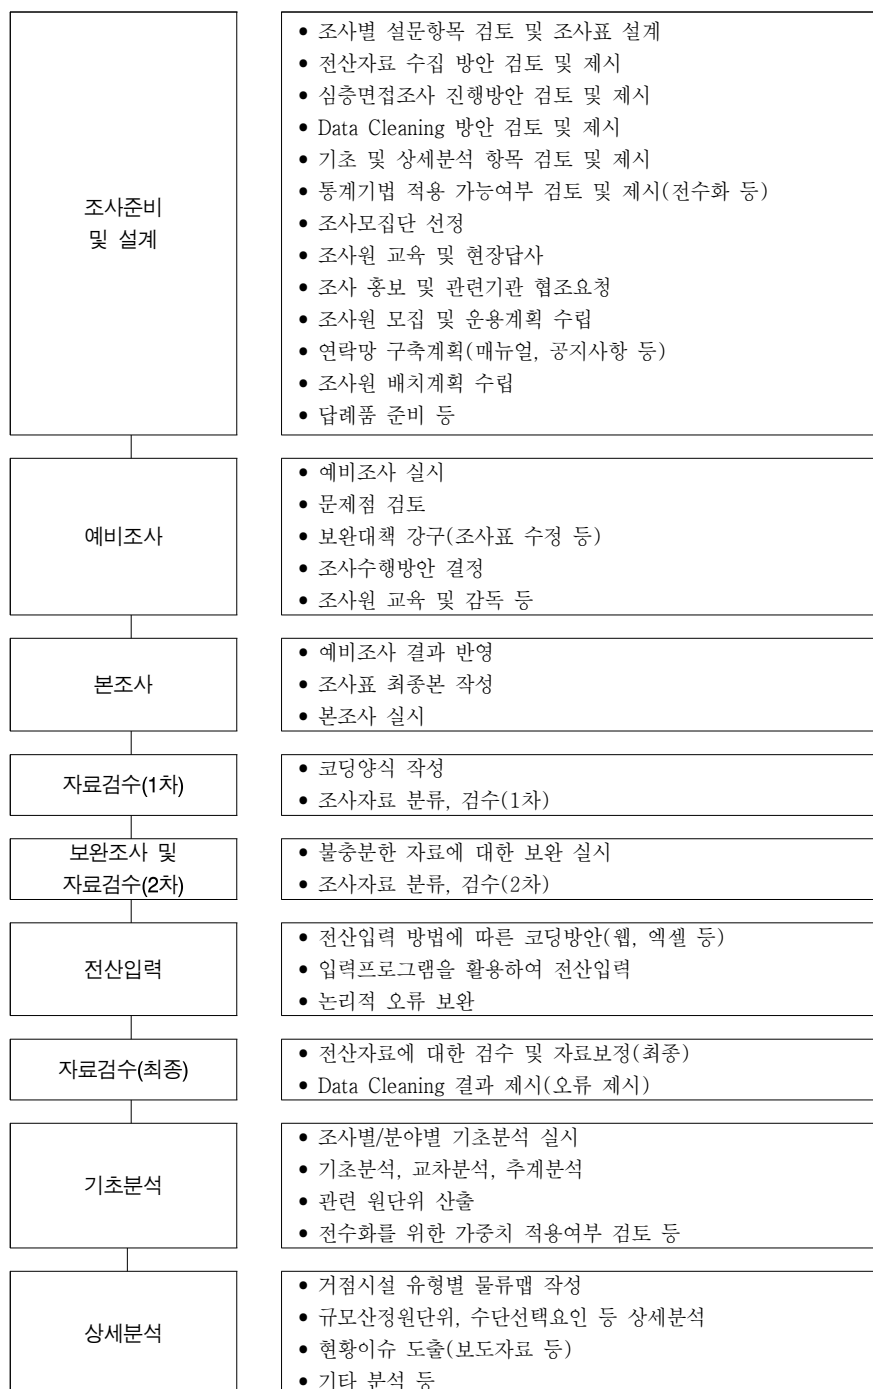 조사준비
및 설계
• 조사별 설문항목 검토 및 조사표 설계
• 전산자료 수집 방안 검토 및 제시
• 심층면접조사 진행방안 검토 및 제시
• Data Cleaning 방안 검토 및 제시
• 기초 및 상세분석 항목 검토 및 제시
• 통계기법 적용 가능여부 검토 및 제시(전수화 등)
• 조사모집단 선정
• 조사원 교육 및 현장답사
• 조사 홍보 및 관련기관 협조요청
• 조사원 모집 및 운용계획 수립
• 연락망 구축계획(매뉴얼, 공지사항 등)
• 조사원 배치계획 수립
• 답례품 준비 등
예비조사
• 예비조사 실시
• 문제점 검토
• 보완대책 강구(조사표 수정 등)
• 조사수행방안 결정
• 조사원 교육 및 감독 등
본조사
• 예비조사 결과 반영
• 조사표 최종본 작성
• 본조사 실시
자료검수(1차)
• 코딩양식 작성
• 조사자료 분류, 검수(1차)
보완조사 및
자료검수(2차)
• 불충분한 자료에 대한 보완 실시
• 조사자료 분류, 검수(2차)
전산입력
• 전산입력 방법에 따른 코딩방안(웹, 엑셀 등)
• 입력프로그램을 활용하여 전산입력
• 논리적 오류 보완
자료검수(최종)
• 전산자료에 대한 검수 및 자료보정(최종)
• Data Cleaning 결과 제시(오류 제시)
기초분석
• 조사별/분야별 기초분석 실시
• 기초분석, 교차분석, 추계분석
• 관련 원단위 산출
• 전수화를 위한 가중치 적용여부 검토 등
상세분석
• 거점시설 유형별 물류맵 작성
• 규모산정원단위, 수단선택요인 등 상세분석
• 현황이슈 도출(보도자료 등)
• 기타 분석 등